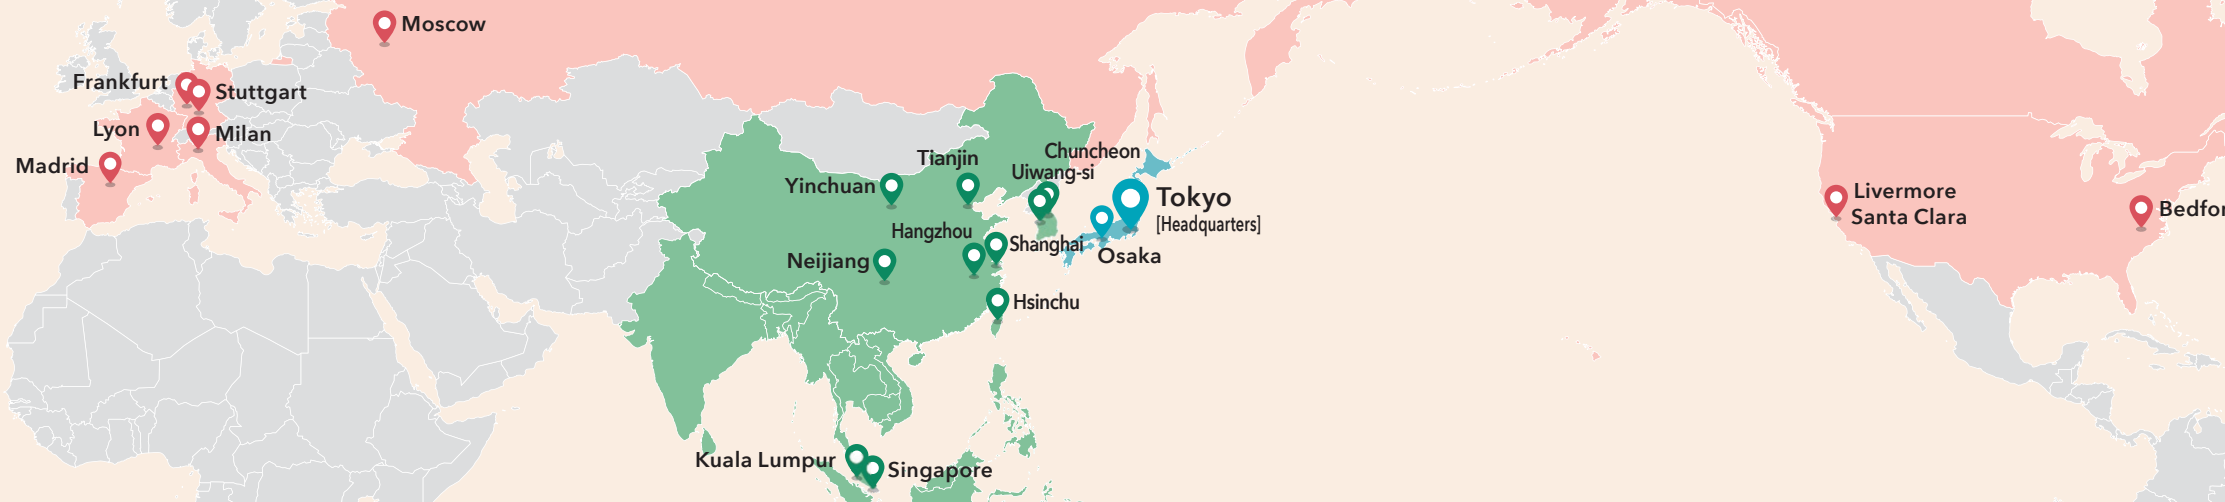 Moscow
Frankfurt
Stuttgart
Lyon
Milan
Madrid
Chuncheon
Tianjin
Uiwang-si
Yinchuan
Tokyo
[Headquarters]
Hangzhou
Shanghai
Osaka
Neijiang
Hsinchu
Kuala Lumpur
Singapore
Livermore
Santa Clara
Bedfor